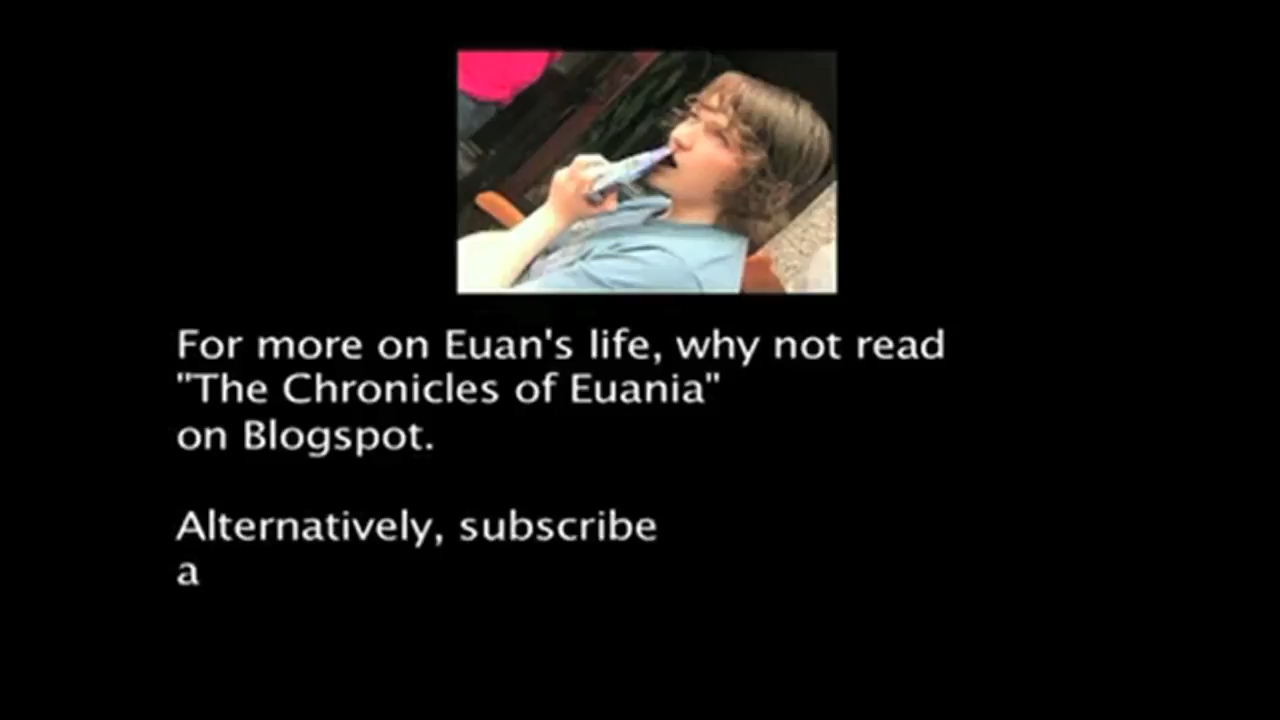 For more on Euan's life, why not read
"The Chronicles of Euania"
on Blogspot.
Alternatively, subscribe
a